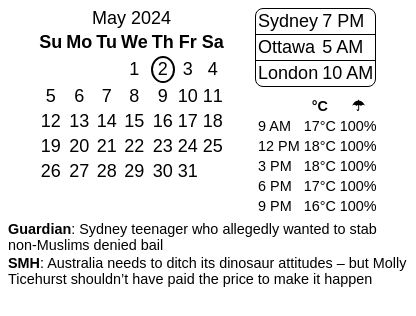 May 2024
Su Mo Tu We Th Fr Sa
1 2 3 4
5 6 7 8 9 10 11
12 13 14 15 16 17 18
19 20 21 22 23 24 25
26 27 28 29 30 31
Sydney 7 PM
Ottawa 5 AM
London 10 AM
°C ☂
9 AM 17°C 100%
12 PM 18°C 100%
3 PM 18°C 100%
6 PM 17°C 100%
9 PM 16°C 100%
Guardian: Sydney teenager who allegedly wanted to stab
non-Muslims denied bail
SMH: Australia needs to ditch its dinosaur attitudes – but Molly
Ticehurst shouldn’t have paid the price to make it happen